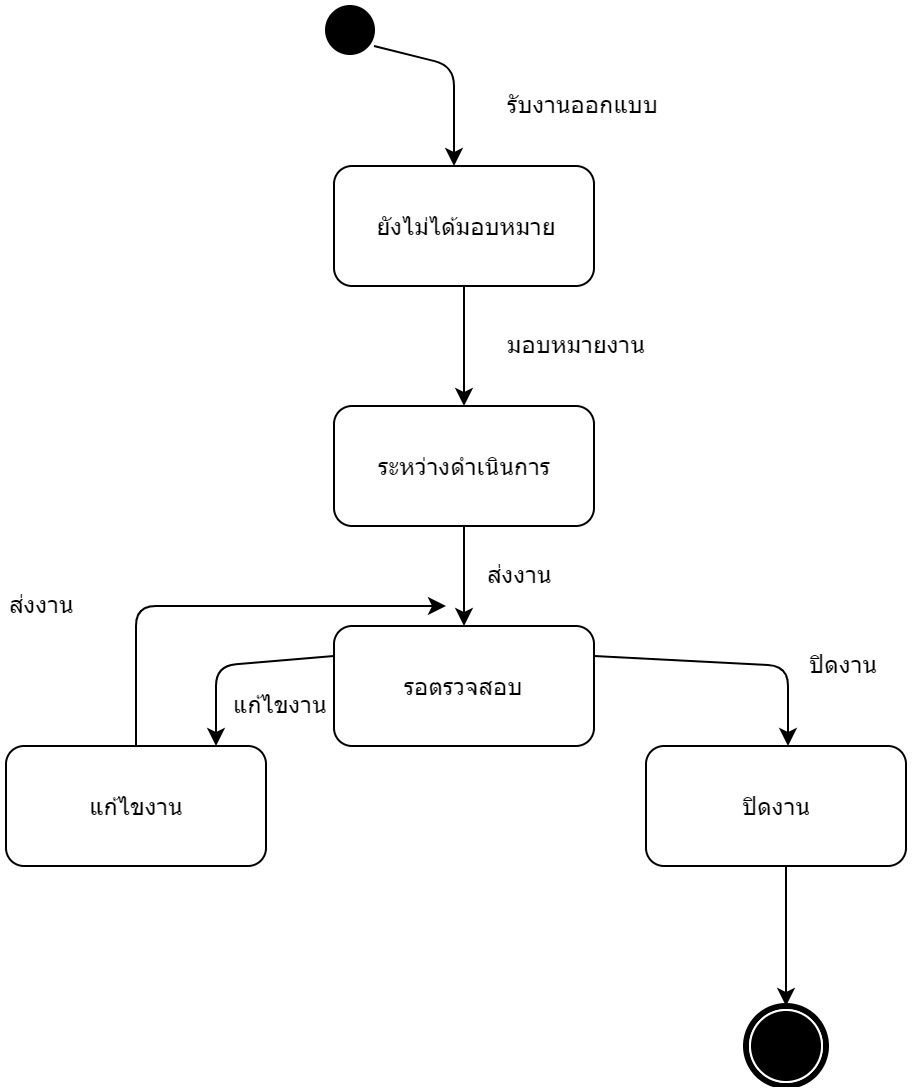 รับงานออกแบบ
ยังไม่ได้มอบหมาย
มอบหมายงาน
ระหว่างดำเนินการ
ส่งงาน
ส่งงาน
ปิดงาน
รอตรวจสอบ
แก้ไขงาน
แก้ไขงาน
ปิดงาน